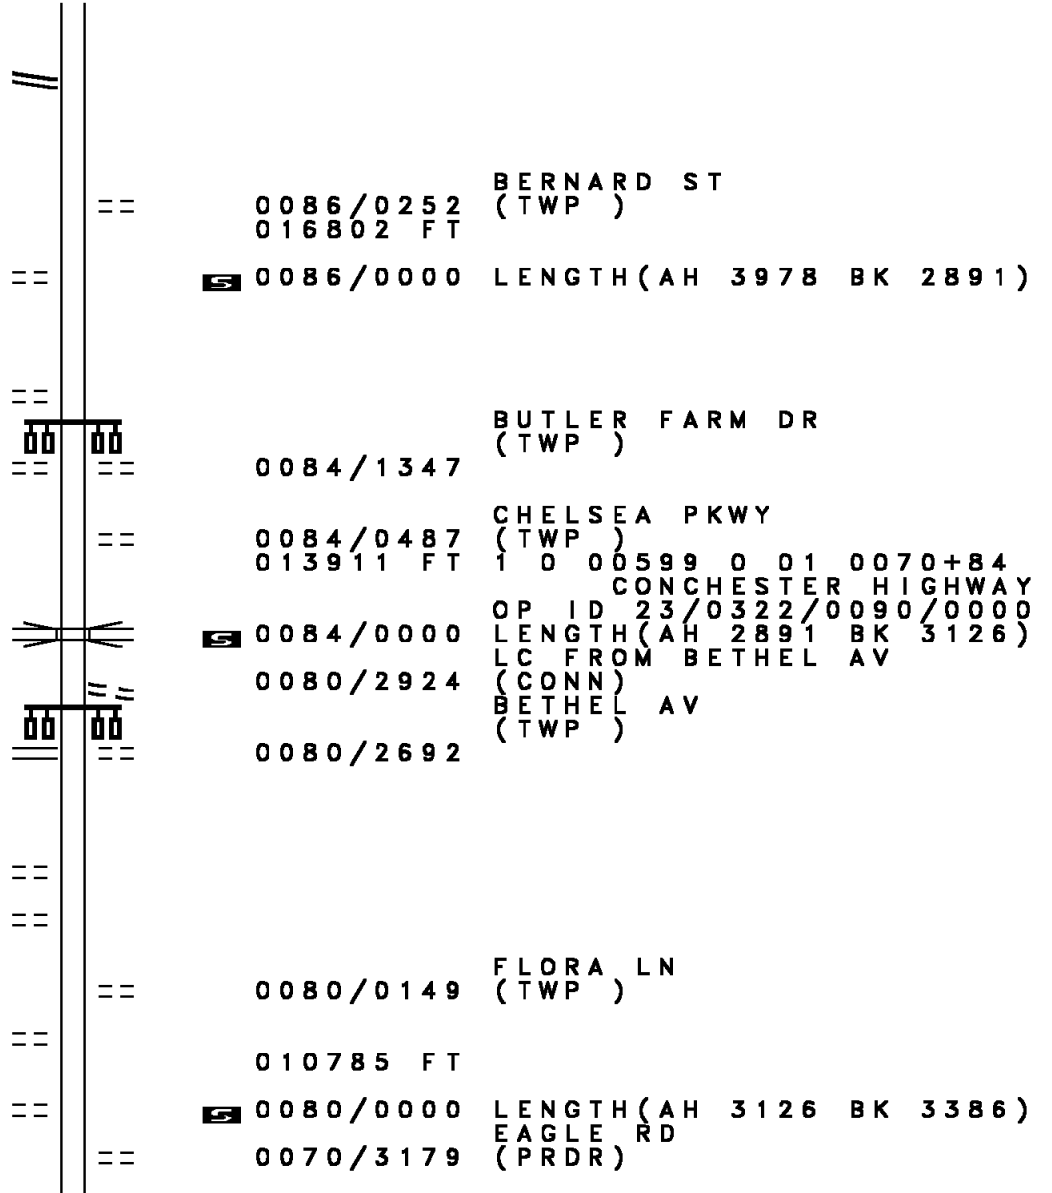 BERNARD ST
0086/0252 (TWP )
016802 FT
S 0086/0000 LENGTH(AH 3978 BK 2891)
BUTLER FARM DR
(TWP )
0084/1347
CHELSEA PKWY
0084/0487 (TWP )
013911 FT 1 0 00599 0 01 0070+84
CONCHESTER HIGHWAY
OP ID 23/0322/0090/0000
S 0084/0000 LENGTH(AH 2891 BK 3126)
LC FROM BETHEL AV
0080/2924 (CONN)
BETHEL AV
(TWP )
0080/2692
FLORA LN
0080/0149 (TWP )
010785 FT
S 0080/0000 LENGTH(AH 3126 BK 3386)
EAGLE RD
0070/3179 (PRDR)